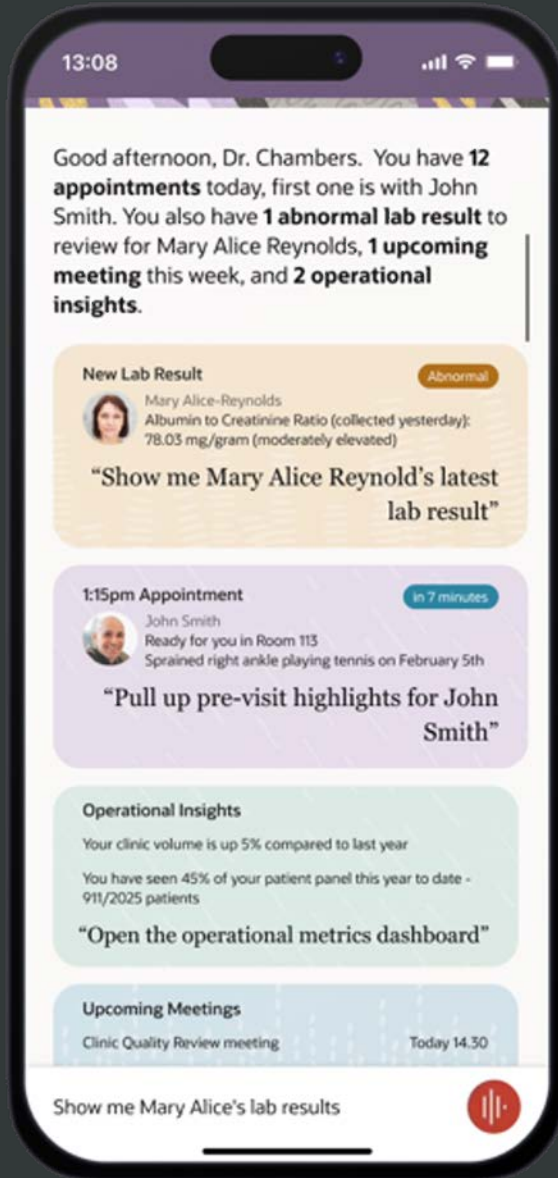 13:08
Good afternoon, Dr. Chambers. You have 12
appointments today, first one is with John
Smith. You also have 1 abnormal lab result to
review for Mary Alice Reynolds, 1 upcoming
meeting this week, and 2 operational
insights.
New Lab Result
Abnormal
Mary Alice-Reynolds
Albumin to Creatinine Ratio (collected yesterday):
78.03 mg/gram (moderately elevated)
“Show me Mary Alice Reynold’s latest
lab result”
1:15pm Appointment
in 7 minutes
John Smith
Ready for you in Room 113
Sprained right ankle playing tennis on February 5th
“Pull up pre-visit highlights for John
Smith”
Operational Insights
Your clinic volume is up 5% compared to last year
You have seen 45% of your patient panel this year to date -
911/2025 patients
“Open the operational metrics dashboard”
Upcoming Meetings
Clinic Quality Review meeting Today 14.30
Show me Mary Alice's lab results